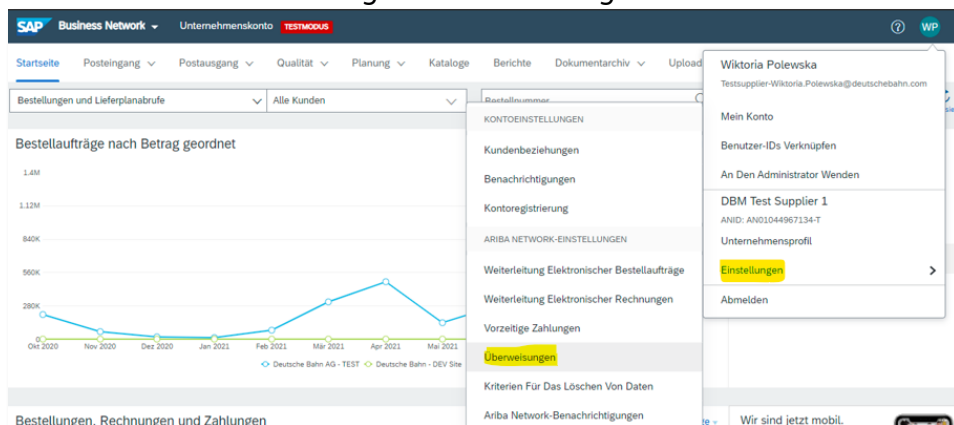 SAP Business Network Unternehmenskonto TESTMODUS WP
Startseite Posteingang Postausgang Qualität Planung Kataloge Berichte Dokumentarchiv Upload
Bestellungen und Lieferplanabrufe Alle Kunden Bestellnummer
Bestellaufträge nach Betrag geordnet
1.4M
1.12M
840K
560K
280K
0
Okt 2020 Nov 2020 Dez 2020 Jan 2021 Feb 2021 Mär 2021 Apr 2021 Mai 2021
Deutsche Bahn AG - TEST Deutsche Bahn - DEV Site
Bestellungen, Rechnungen und Zahlungen
KONTOEINSTELLUNGEN
Kundenbeziehungen
Benachrichtigungen
Kontoregistrierung
ARIBA NETWORK-EINSTELLUNGEN
Weiterleitung Elektronischer Bestellaufträge
Weiterleitung Elektronischer Rechnungen
Vorzeitige Zahlungen
Überweisungen
Kriterien Für Das Löschen Von Daten
Ariba Network-Benachrichtigungen
Wiktoria Polewska
Testsupplier-Wiktoria.Polewska@deutschebahn.com
Mein Konto
Benutzer-IDs Verknüpfen
An Den Administrator Wenden
DBM Test Supplier 1
ANID: AN01044967134-T
Unternehmensprofil
Einstellungen
Abmelden
Wir sind jetzt mobil.